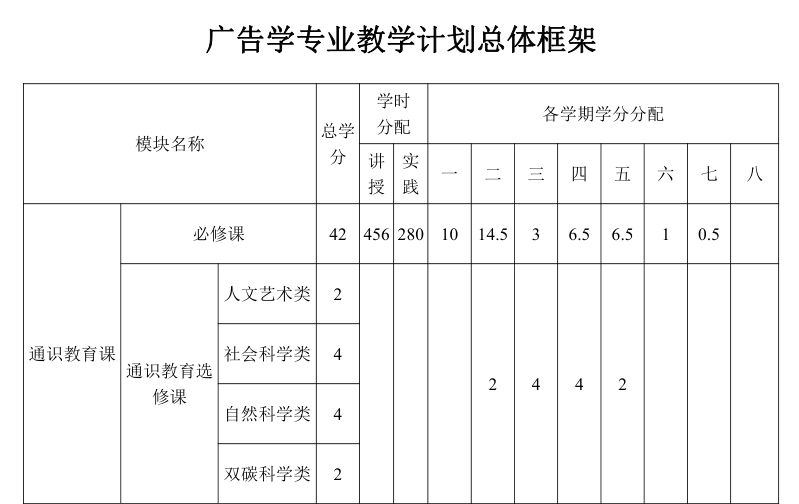 广告学专业教学计划总体框架
模块名称 总学分 学时分配 各学期学分分配
讲授 实践 一 二 三 四 五 六 七 八
通识教育课 必修课 42 456 280 10 14.5 3 6.5 6.5 1 0.5
通识教育选修课 人文艺术类 2
社会科学类 4
2 4 4 2
自然科学类 4
双碳科学类 2